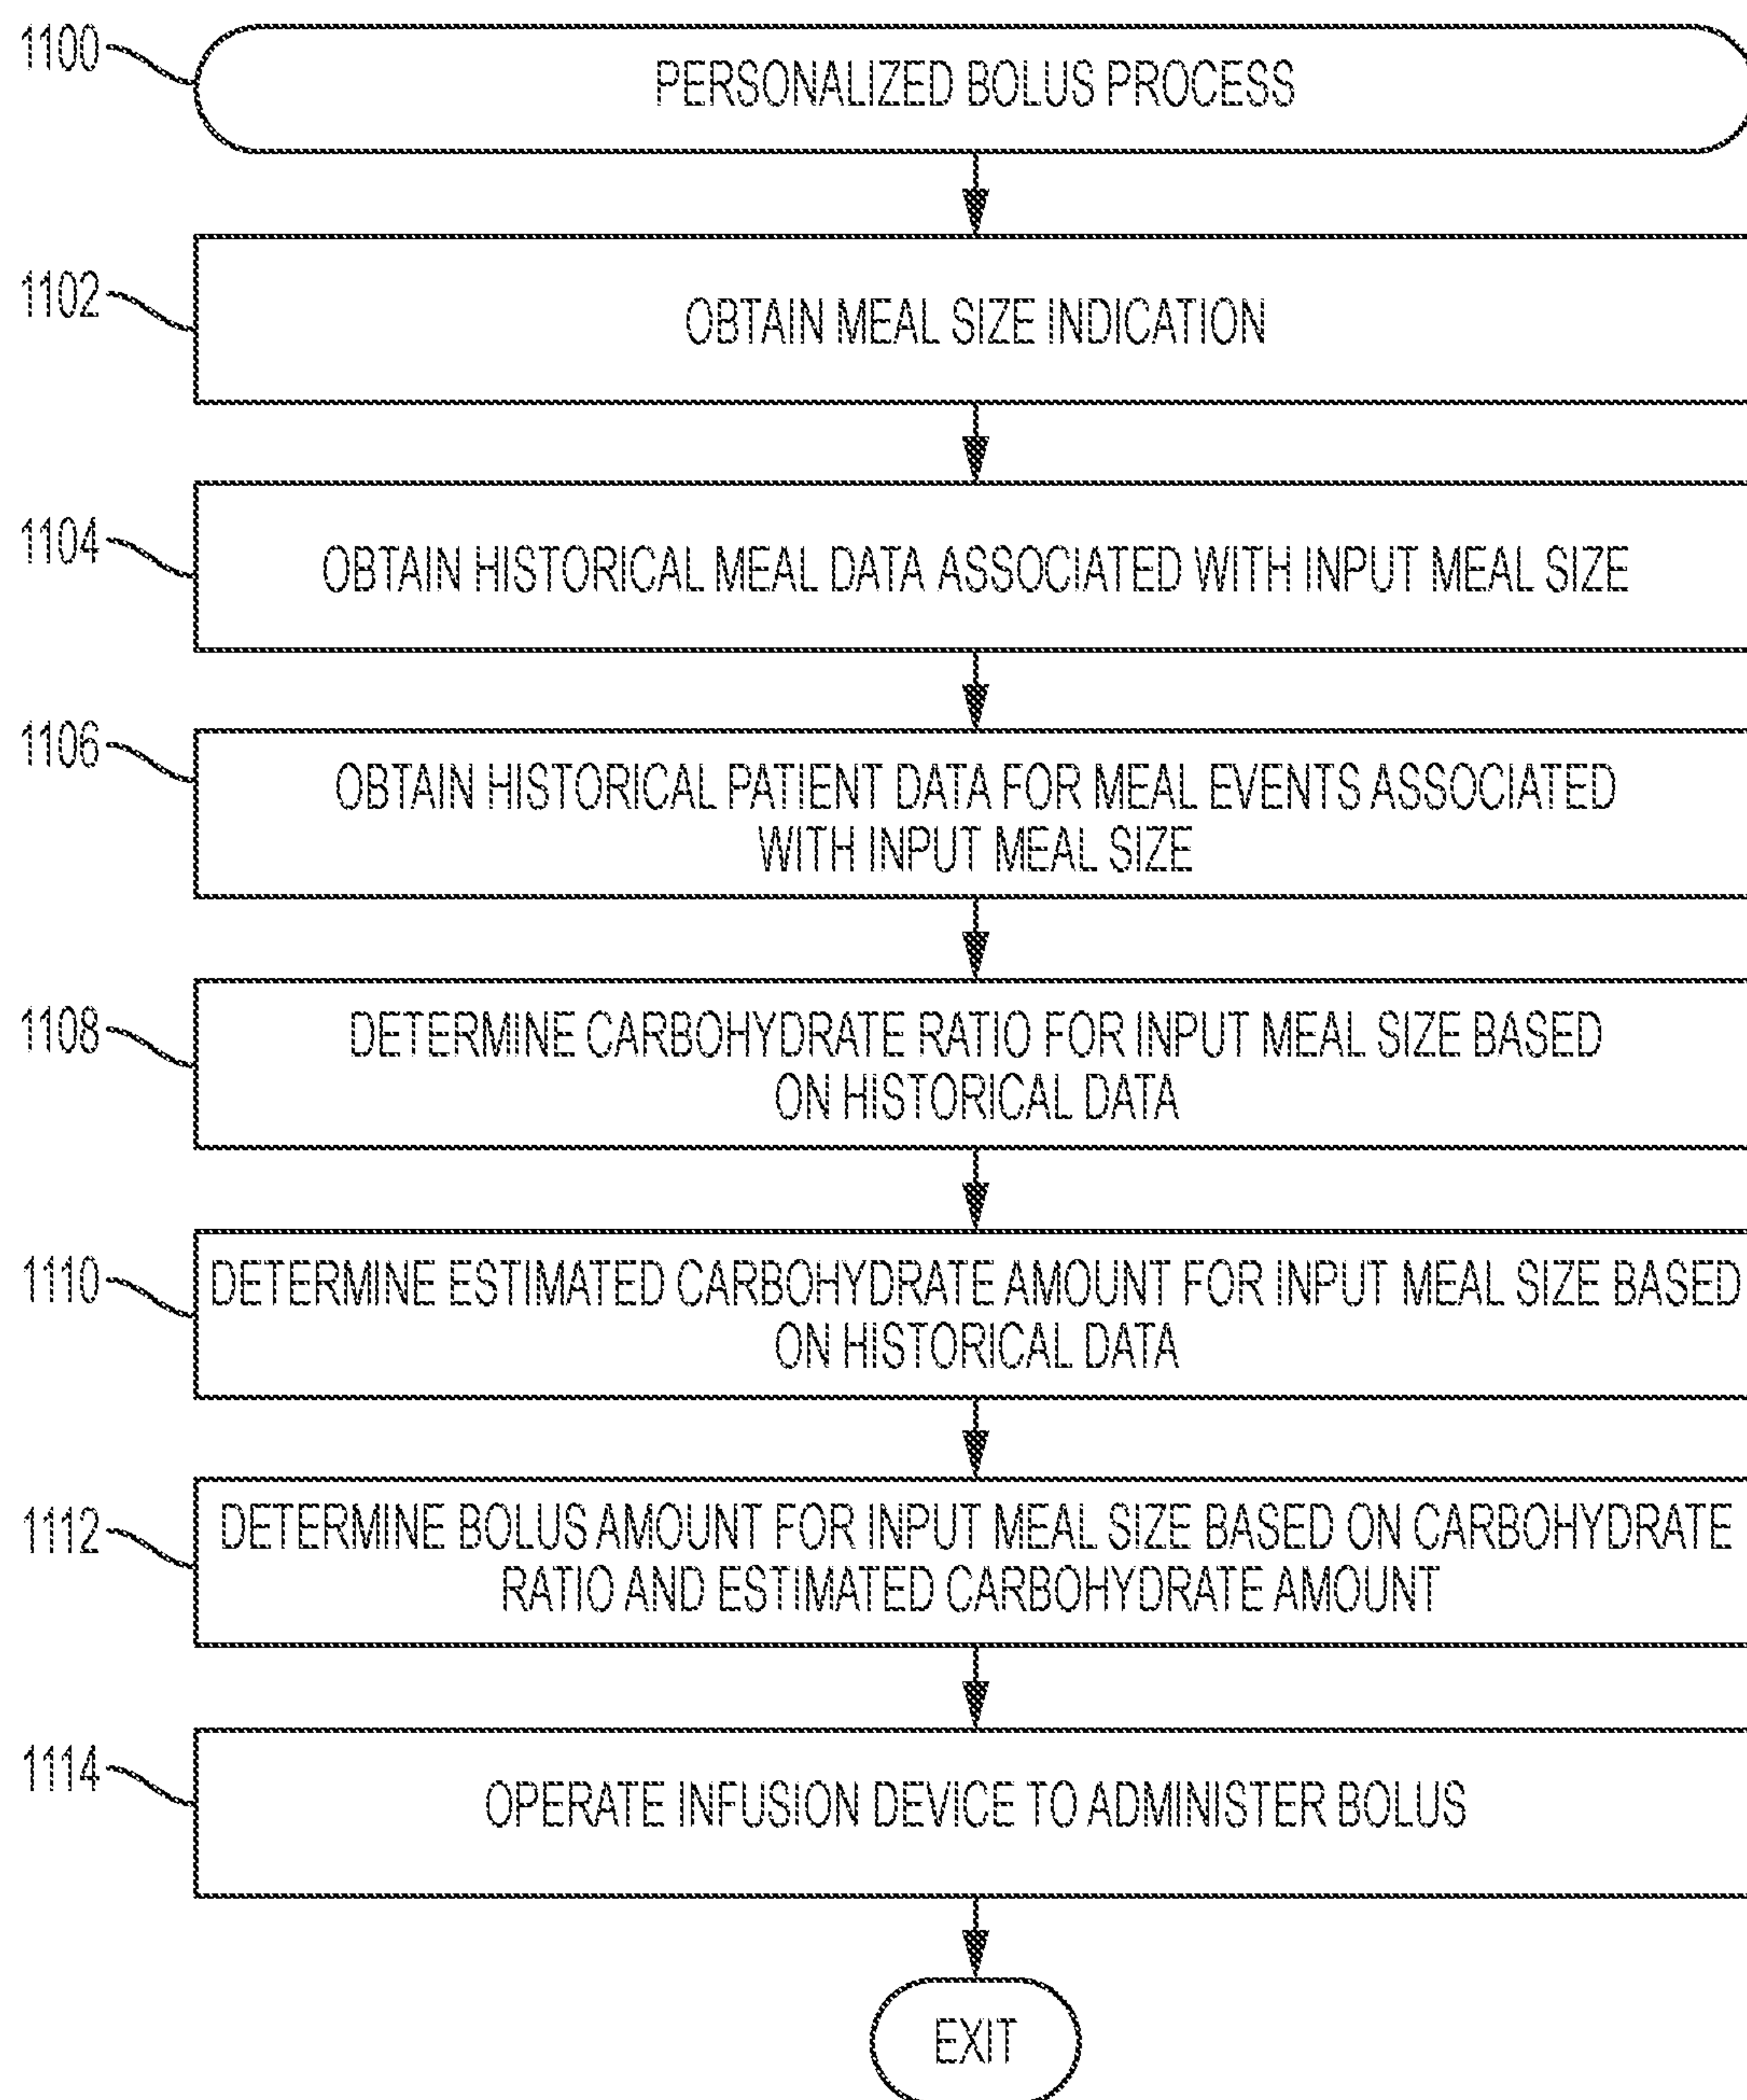 1100
PERSONALIZED BOLUS PROCESS
1102
OBTAIN MEAL SIZE INDICATION
1104
OBTAIN HISTORICAL MEAL DATA ASSOCIATED WITH INPUT MEAL SIZE
1106
OBTAIN HISTORICAL PATIENT DATA FOR MEAL EVENTS ASSOCIATED
WITH INPUT MEAL SIZE
1108
DETERMINE CARBOHYDRATE RATIO FOR INPUT MEAL SIZE BASED
ON HISTORICAL DATA
1110
DETERMINE ESTIMATED CARBOHYDRATE AMOUNT FOR INPUT MEAL SIZE BASED
ON HISTORICAL DATA
1112
DETERMINE BOLUS AMOUNT FOR INPUT MEAL SIZE BASED ON CARBOHYDRATE
RATIO AND ESTIMATED CARBOHYDRATE AMOUNT
1114
OPERATE INFUSION DEVICE TO ADMINISTER BOLUS
EXIT